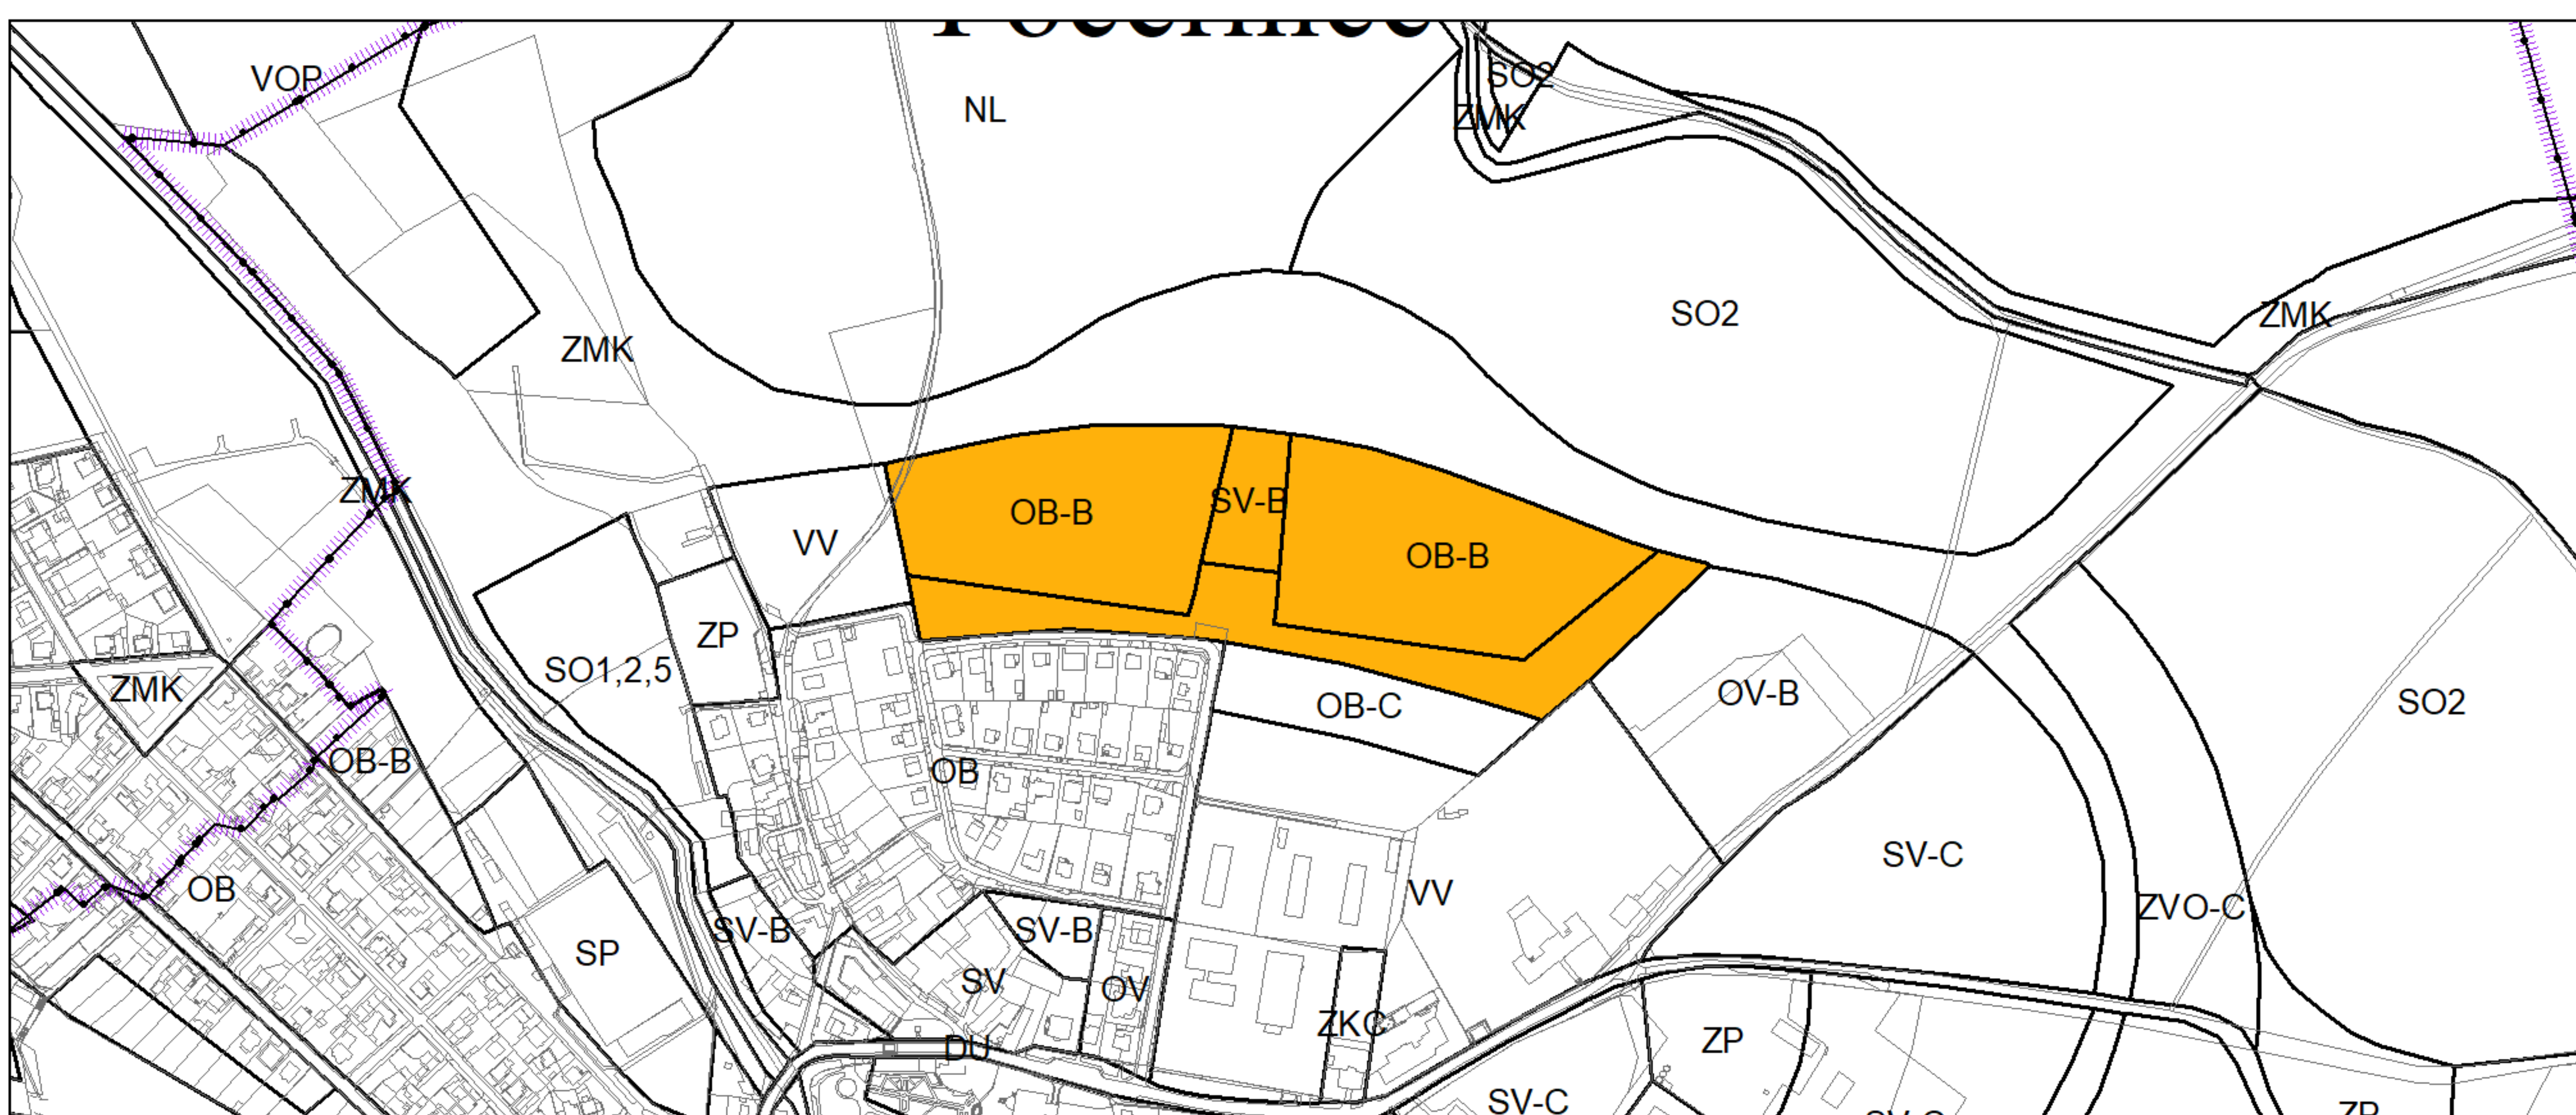 VOP
NL
SO2
ZMK
SO2
ZMK
ZMK
ZMK
OB-B
SV-B
VV
OB-B
ZP
SO1,2,5
ZMK
OB-C
OV-B
SO2
OB-B
OB
SV-C
OB
VV
ZVO-C
SV-B
SV-B
SP
SV
OV
ZKC
DU
ZP
SV-C